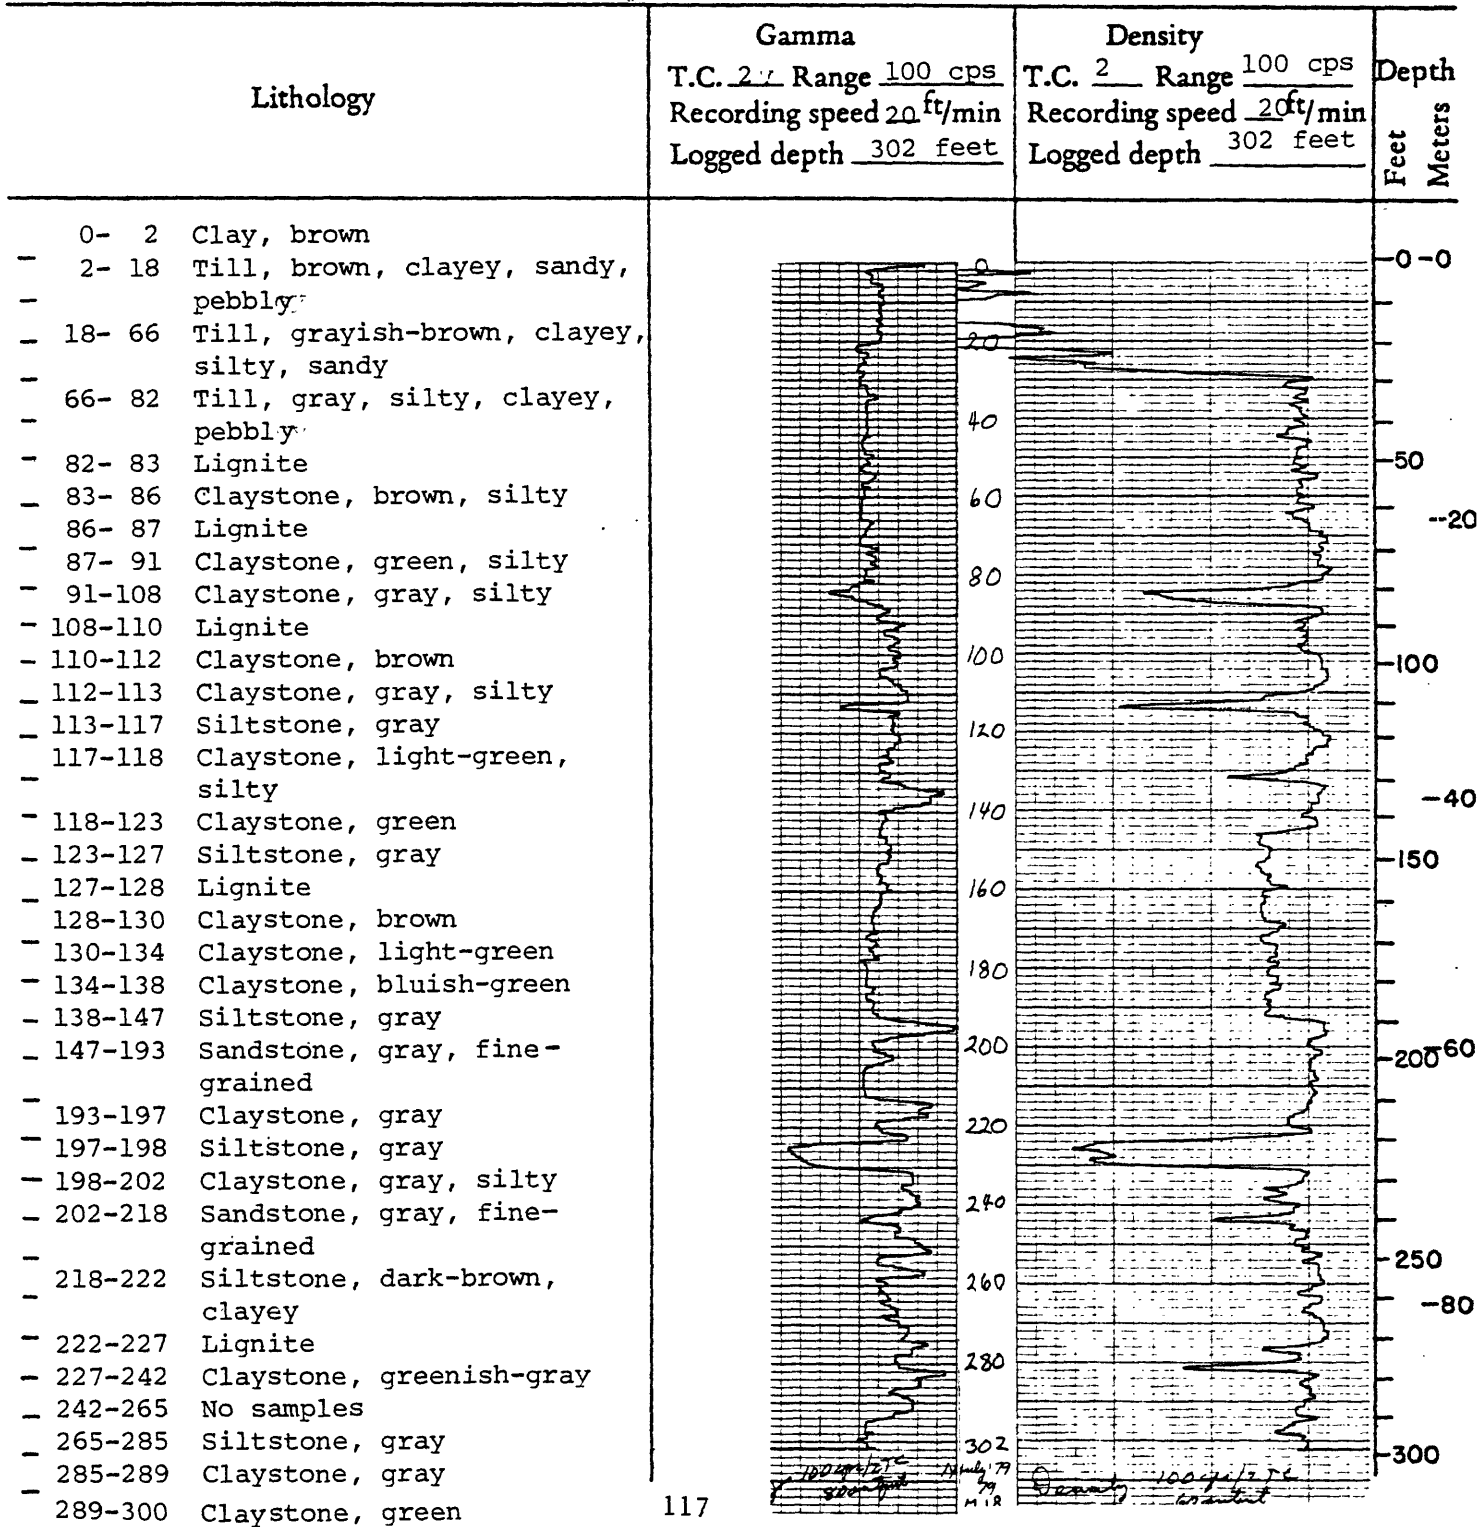 Lithology
Gamma
T.C. 2 Range 100 cps
Recording speed 20 ft/min
Logged depth 302 feet
Density
T.C. 2 Range 100 cps
Recording speed 20 ft/min
Logged depth 302 feet
Depth
Feet
Meters
0- 2 Clay, brown
2- 18 Till, brown, clayey, sandy,
pebbly
18- 66 Till, grayish-brown, clayey,
silty, sandy
66- 82 Till, gray, silty, clayey,
pebbly
82- 83 Lignite
83- 86 Claystone, brown, silty
86- 87 Lignite
87- 91 Claystone, green, silty
91-108 Claystone, gray, silty
108-110 Lignite
110-112 Claystone, brown
112-113 Claystone, gray, silty
113-117 Siltstone, gray
117-118 Claystone, light-green,
silty
118-123 Claystone, green
123-127 Siltstone, gray
127-128 Lignite
128-130 Claystone, brown
130-134 Claystone, light-green
134-138 Claystone, bluish-green
138-147 Siltstone, gray
147-193 Sandstone, gray, fine-
grained
193-197 Claystone, gray
197-198 Siltstone, gray
198-202 Claystone, gray, silty
202-218 Sandstone, gray, fine-
grained
218-222 Siltstone, dark-brown,
clayey
222-227 Lignite
227-242 Claystone, greenish-gray
242-265 No samples
265-285 Siltstone, gray
285-289 Claystone, gray
289-300 Claystone, green
0
20
40
60
80
100
120
140
160
180
200
220
240
260
280
302
0 -0
50
-20
100
-40
150
200 -60
250
-80
300
100 cps/2 TC
Density 100 cps/2 TC
117